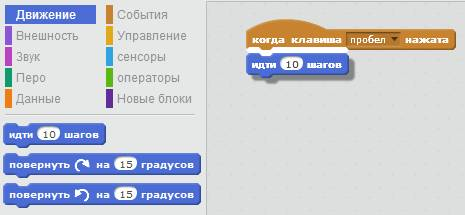 Движение
События
Внешность
Управление
Звук
сенсоры
Перо
операторы
Данные
Новые блоки
идти 10 шагов
повернуть на 15 градусов
повернуть на 15 градусов
когда клавиша пробел нажата
идти 10 шагов